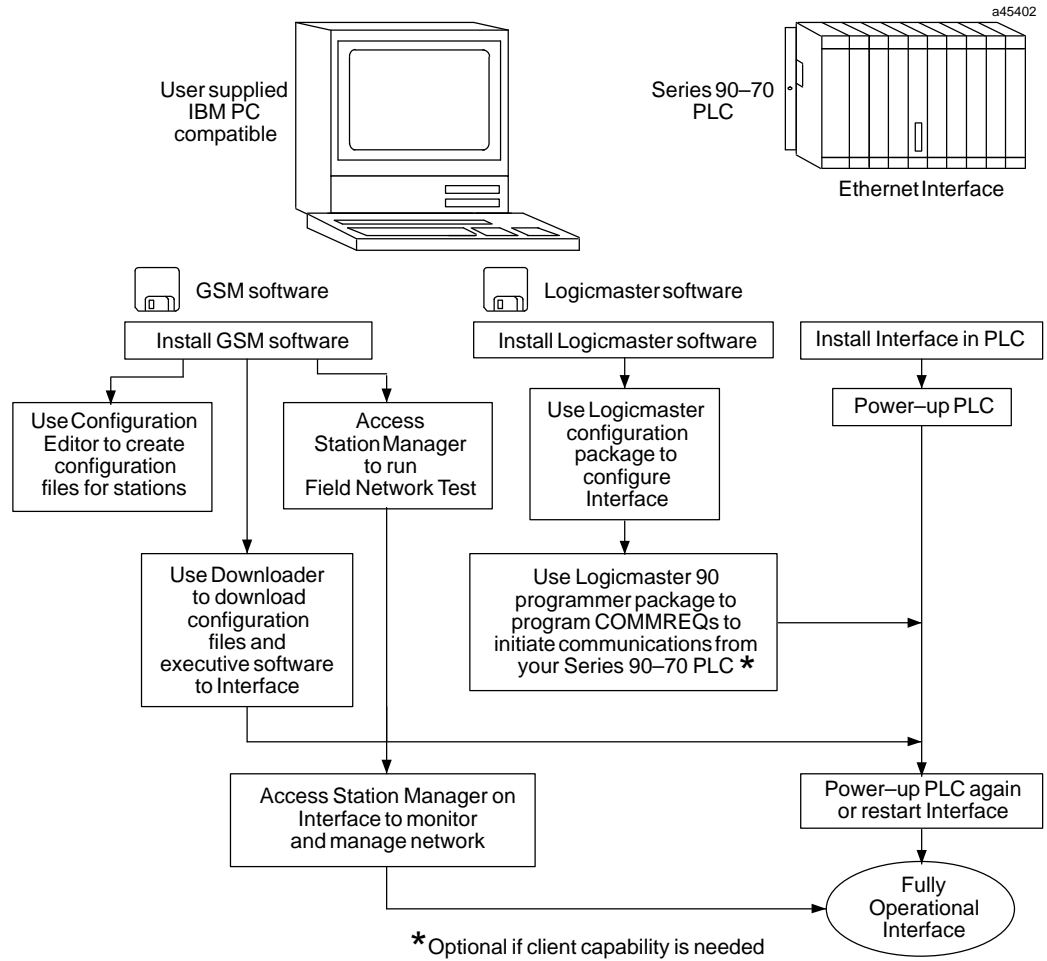 a45402
User supplied
IBM PC
compatible
Series 90–70
PLC
Ethernet Interface
GSM software
Logicmaster software
Install GSM software
Install Logicmaster software
Install Interface in PLC
Use Configuration
Editor to create
configuration
files for stations
Access
Station Manager
to run
Field Network Test
Use Logicmaster
configuration
package to
configure
Interface
Power–up PLC
Use Downloader
to download
configuration
files and
executive software
to Interface
Use Logicmaster 90
programmer package to
program COMMREQs to
initiate communications from
your Series 90–70 PLC *
Access Station Manager on
Interface to monitor
and manage network
Power–up PLC again
or restart Interface
Fully
Operational
Interface
*Optional if client capability is needed